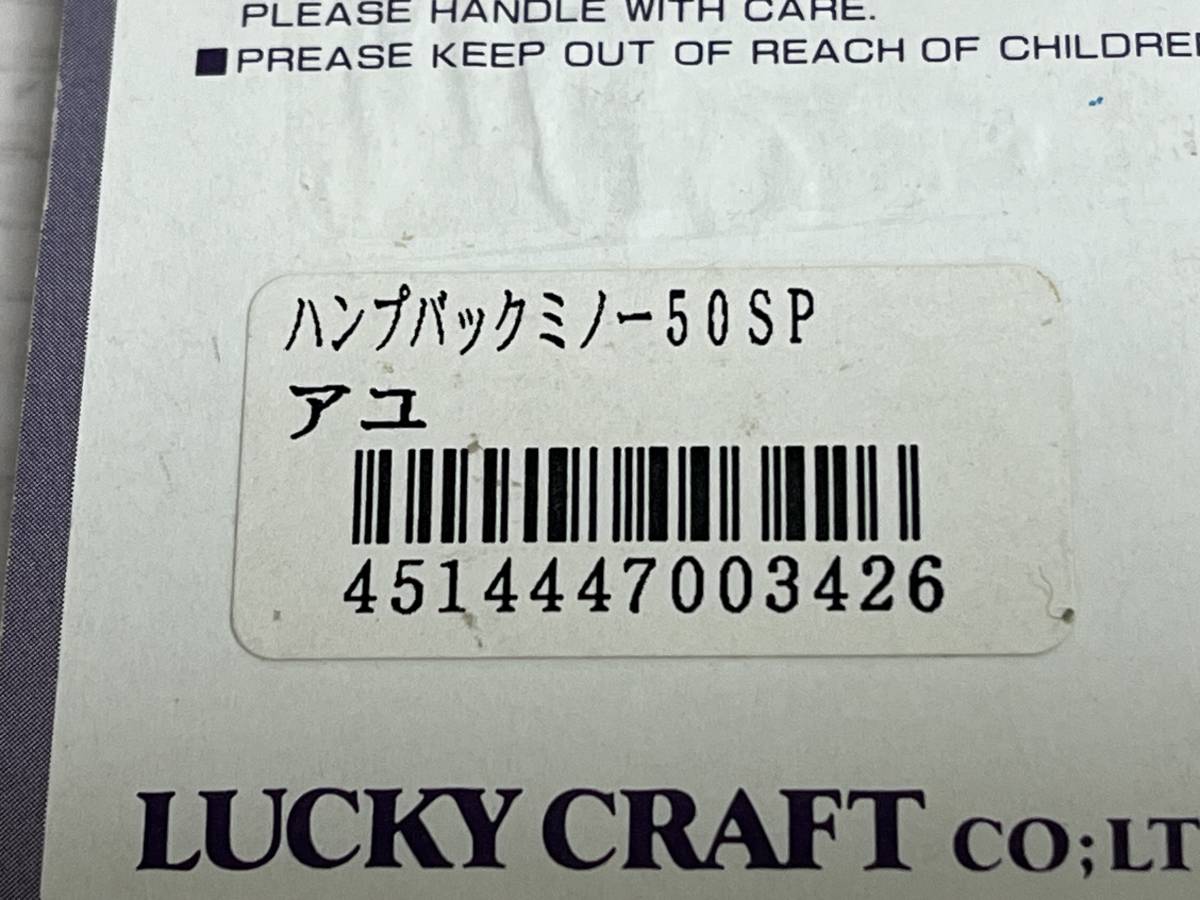 PLEASE HANDLE WITH CARE.
■PREASE KEEP OUT OF REACH OF CHILDRE
ハンプバックミノー50SP
アユ
4514447003426
LUCKY CRAFT CO;LT